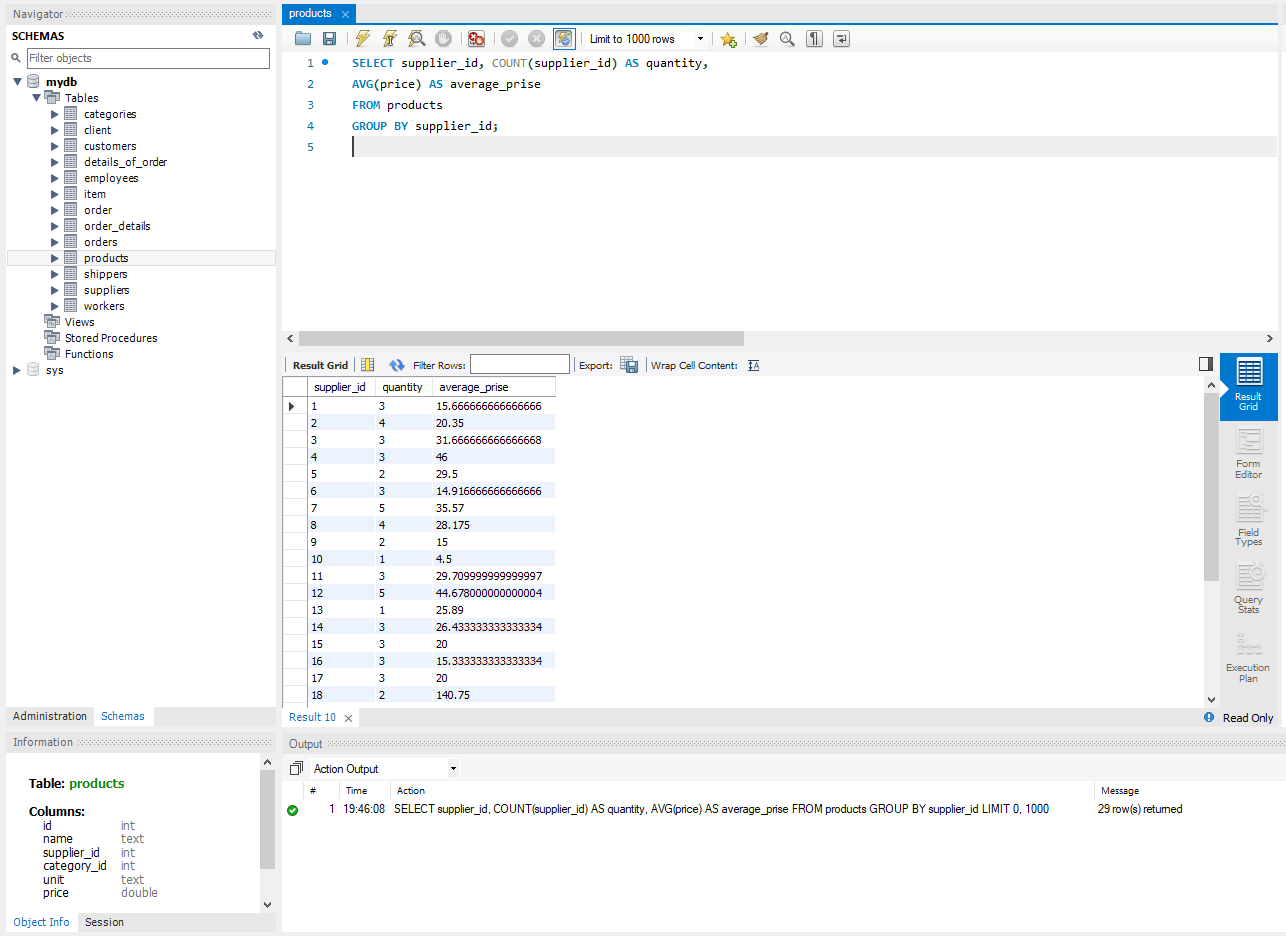 Navigator
SCHEMAS
Filter objects
mydb
Tables
categories
client
customers
details_of_order
employees
item
order
order_details
orders
products
shippers
suppliers
workers
Views
Stored Procedures
Functions
sys
Administration Schemas
Information
Table: products
Columns:
id int
name text
supplier_id int
category_id int
unit text
price double
Object Info Session
products
Limit to 1000 rows
1 SELECT supplier_id, COUNT(supplier_id) AS quantity,
2 AVG(price) AS average_prise
3 FROM products
4 GROUP BY supplier_id;
5
Result Grid Filter Rows: Export: Wrap Cell Content:
supplier_id quantity average_prise
1 3 15.666666666666666
2 4 20.35
3 3 31.666666666666668
4 3 46
5 2 29.5
6 3 14.916666666666666
7 5 35.57
8 4 28.175
9 2 15
10 1 4.5
11 3 29.709999999999997
12 5 44.678000000000004
13 1 25.89
14 3 26.433333333333334
15 3 20
16 3 15.333333333333334
17 3 20
18 2 140.75
Result
Grid
Form
Editor
Field
Types
Query
Stats
Execution
Plan
Result 10 Read Only
Output
Action Output
# Time Action Message
1 19:46:08 SELECT supplier_id, COUNT(supplier_id) AS quantity, AVG(price) AS average_prise FROM products GROUP BY supplier_id LIMIT 0, 1000 29 row(s) returned